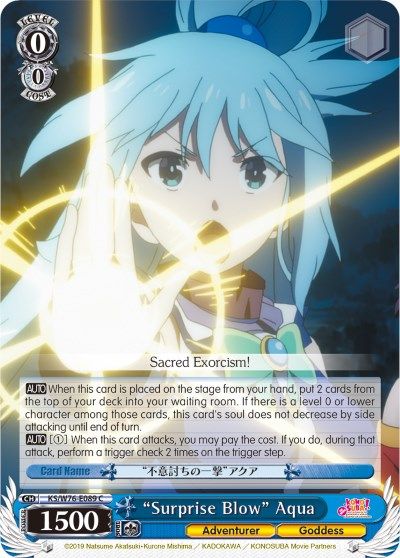 LEVEL
0
0
COST
Sacred Exorcism!
AUTO When this card is placed on the stage from your hand, put 2 cards from
the top of your deck into your waiting room. If there is a level 0 or lower
character among those cards, this card's soul does not decrease by side
attacking until end of turn.
AUTO [①] When this card attacks, you may pay the cost. If you do, during that
attack, perform a trigger check 2 times on the trigger step.
Card Name “不意討ちの一撃”アクア
CH KS/W76-E089 C
POWER 1500 SOUL
“Surprise Blow” Aqua
Adventurer Goddess
©2019 Natsume Akatsuki・Kurone Mishima / KADOKAWA / KONOSUBA Movie Partners